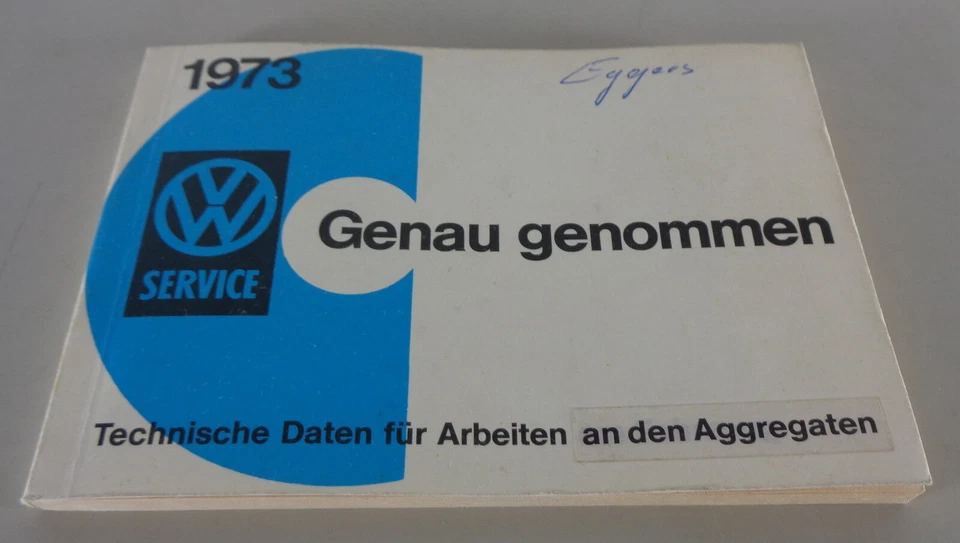 1973
Eggers
VW
SERVICE
Genau genommen
Technische Daten für Arbeiten an den Aggregaten